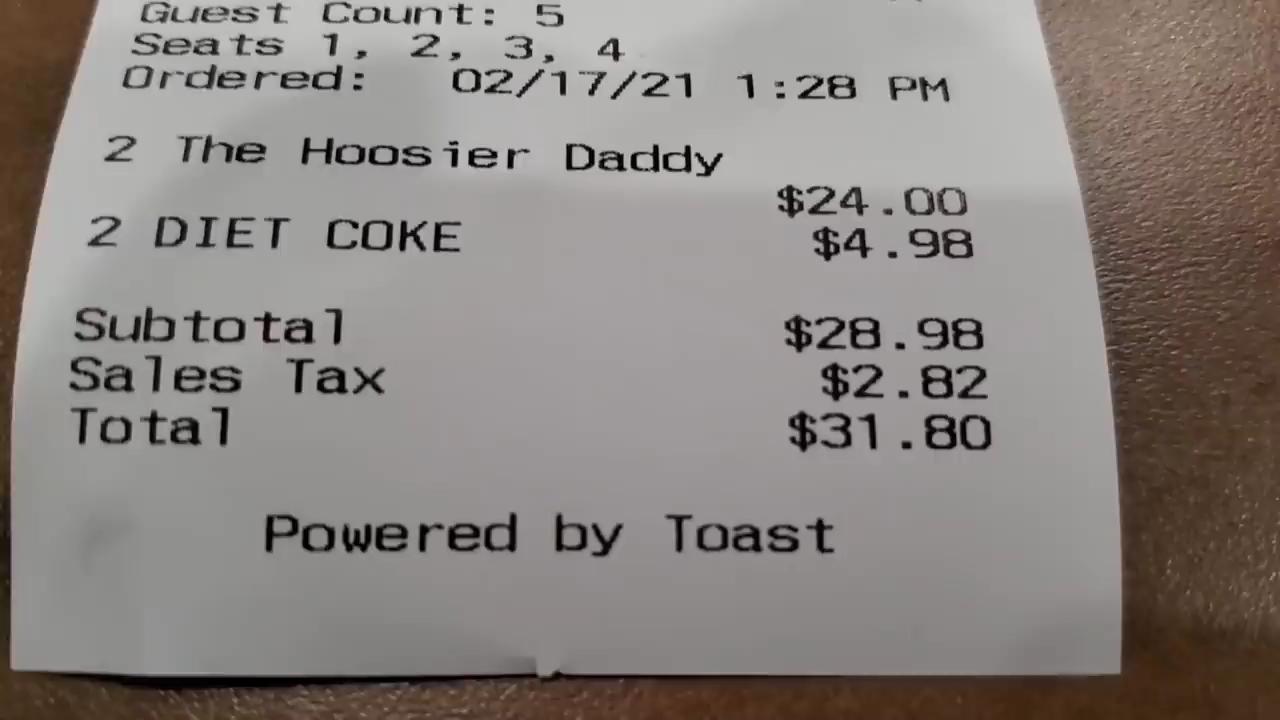 Guest Count: 5
Seats 1, 2, 3, 4
Ordered: 02/17/21 1:28 PM
2 The Hoosier Daddy
$24.00
2 DIET COKE $4.98
Subtotal $28.98
Sales Tax $2.82
Total $31.80
Powered by Toast